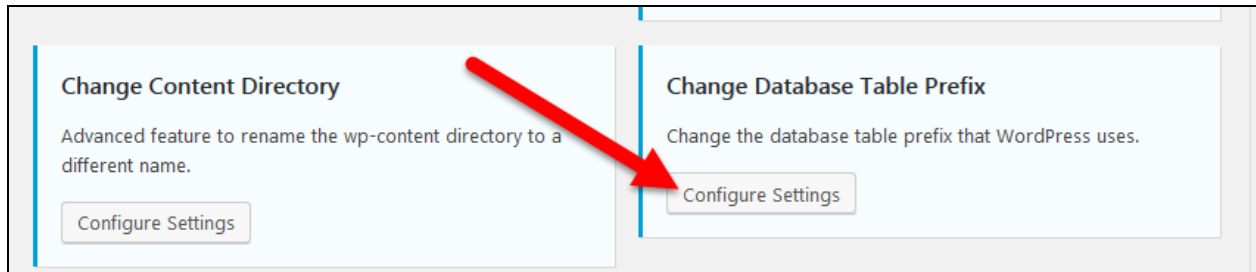 Change Content Directory
Advanced feature to rename the wp-content directory to a
different name.
Configure Settings
Change Database Table Prefix
Change the database table prefix that WordPress uses.
Configure Settings